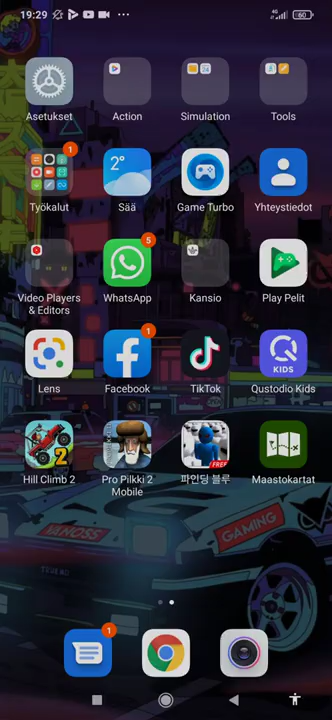 19:29
4G
60
Asetukset
Action
Simulation
Tools
1
2°
Työkalut
Sää
Game Turbo
Yhteystiedot
5
Video Players
& Editors
WhatsApp
Kansio
Play Pelit
1
KIDS
Lens
Facebook
TikTok
Qustodio Kids
2
FREE
Hill Climb 2
Pro Pilkki 2
Mobile
파인딩 블루
Maastokartat
VANOSS
GAMING
1